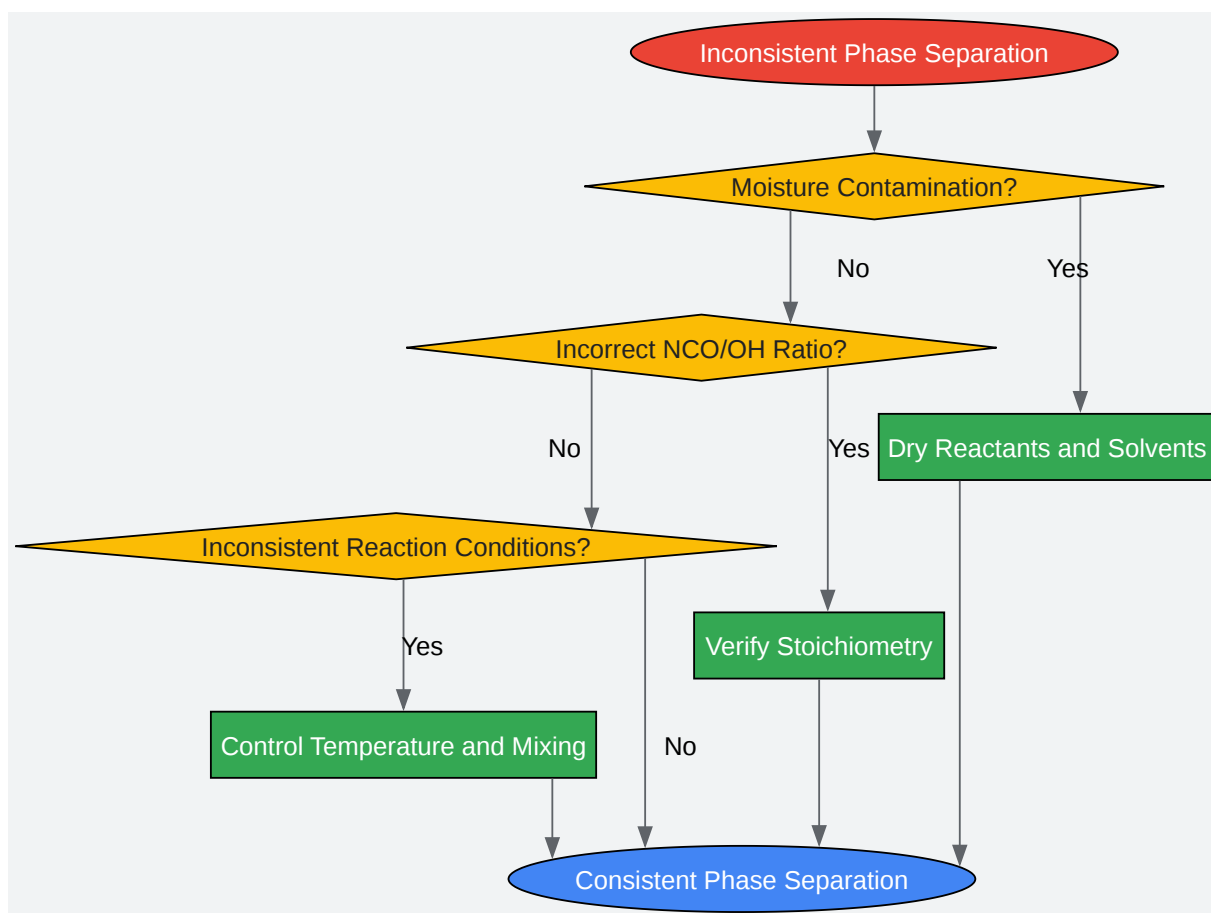 Inconsistent Phase Separation
Moisture Contamination?
No
Yes
Incorrect NCO/OH Ratio?
Dry Reactants and Solvents
No
Yes
Inconsistent Reaction Conditions?
Yes
Verify Stoichiometry
Control Temperature and Mixing
No
Consistent Phase Separation